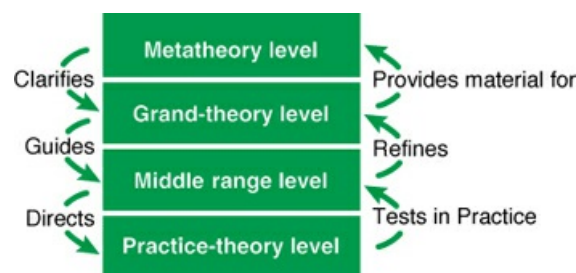 Metatheory level
Clarifies
Provides material for
Grand-theory level
Guides
Refines
Middle range level
Directs
Tests in Practice
Practice-theory level